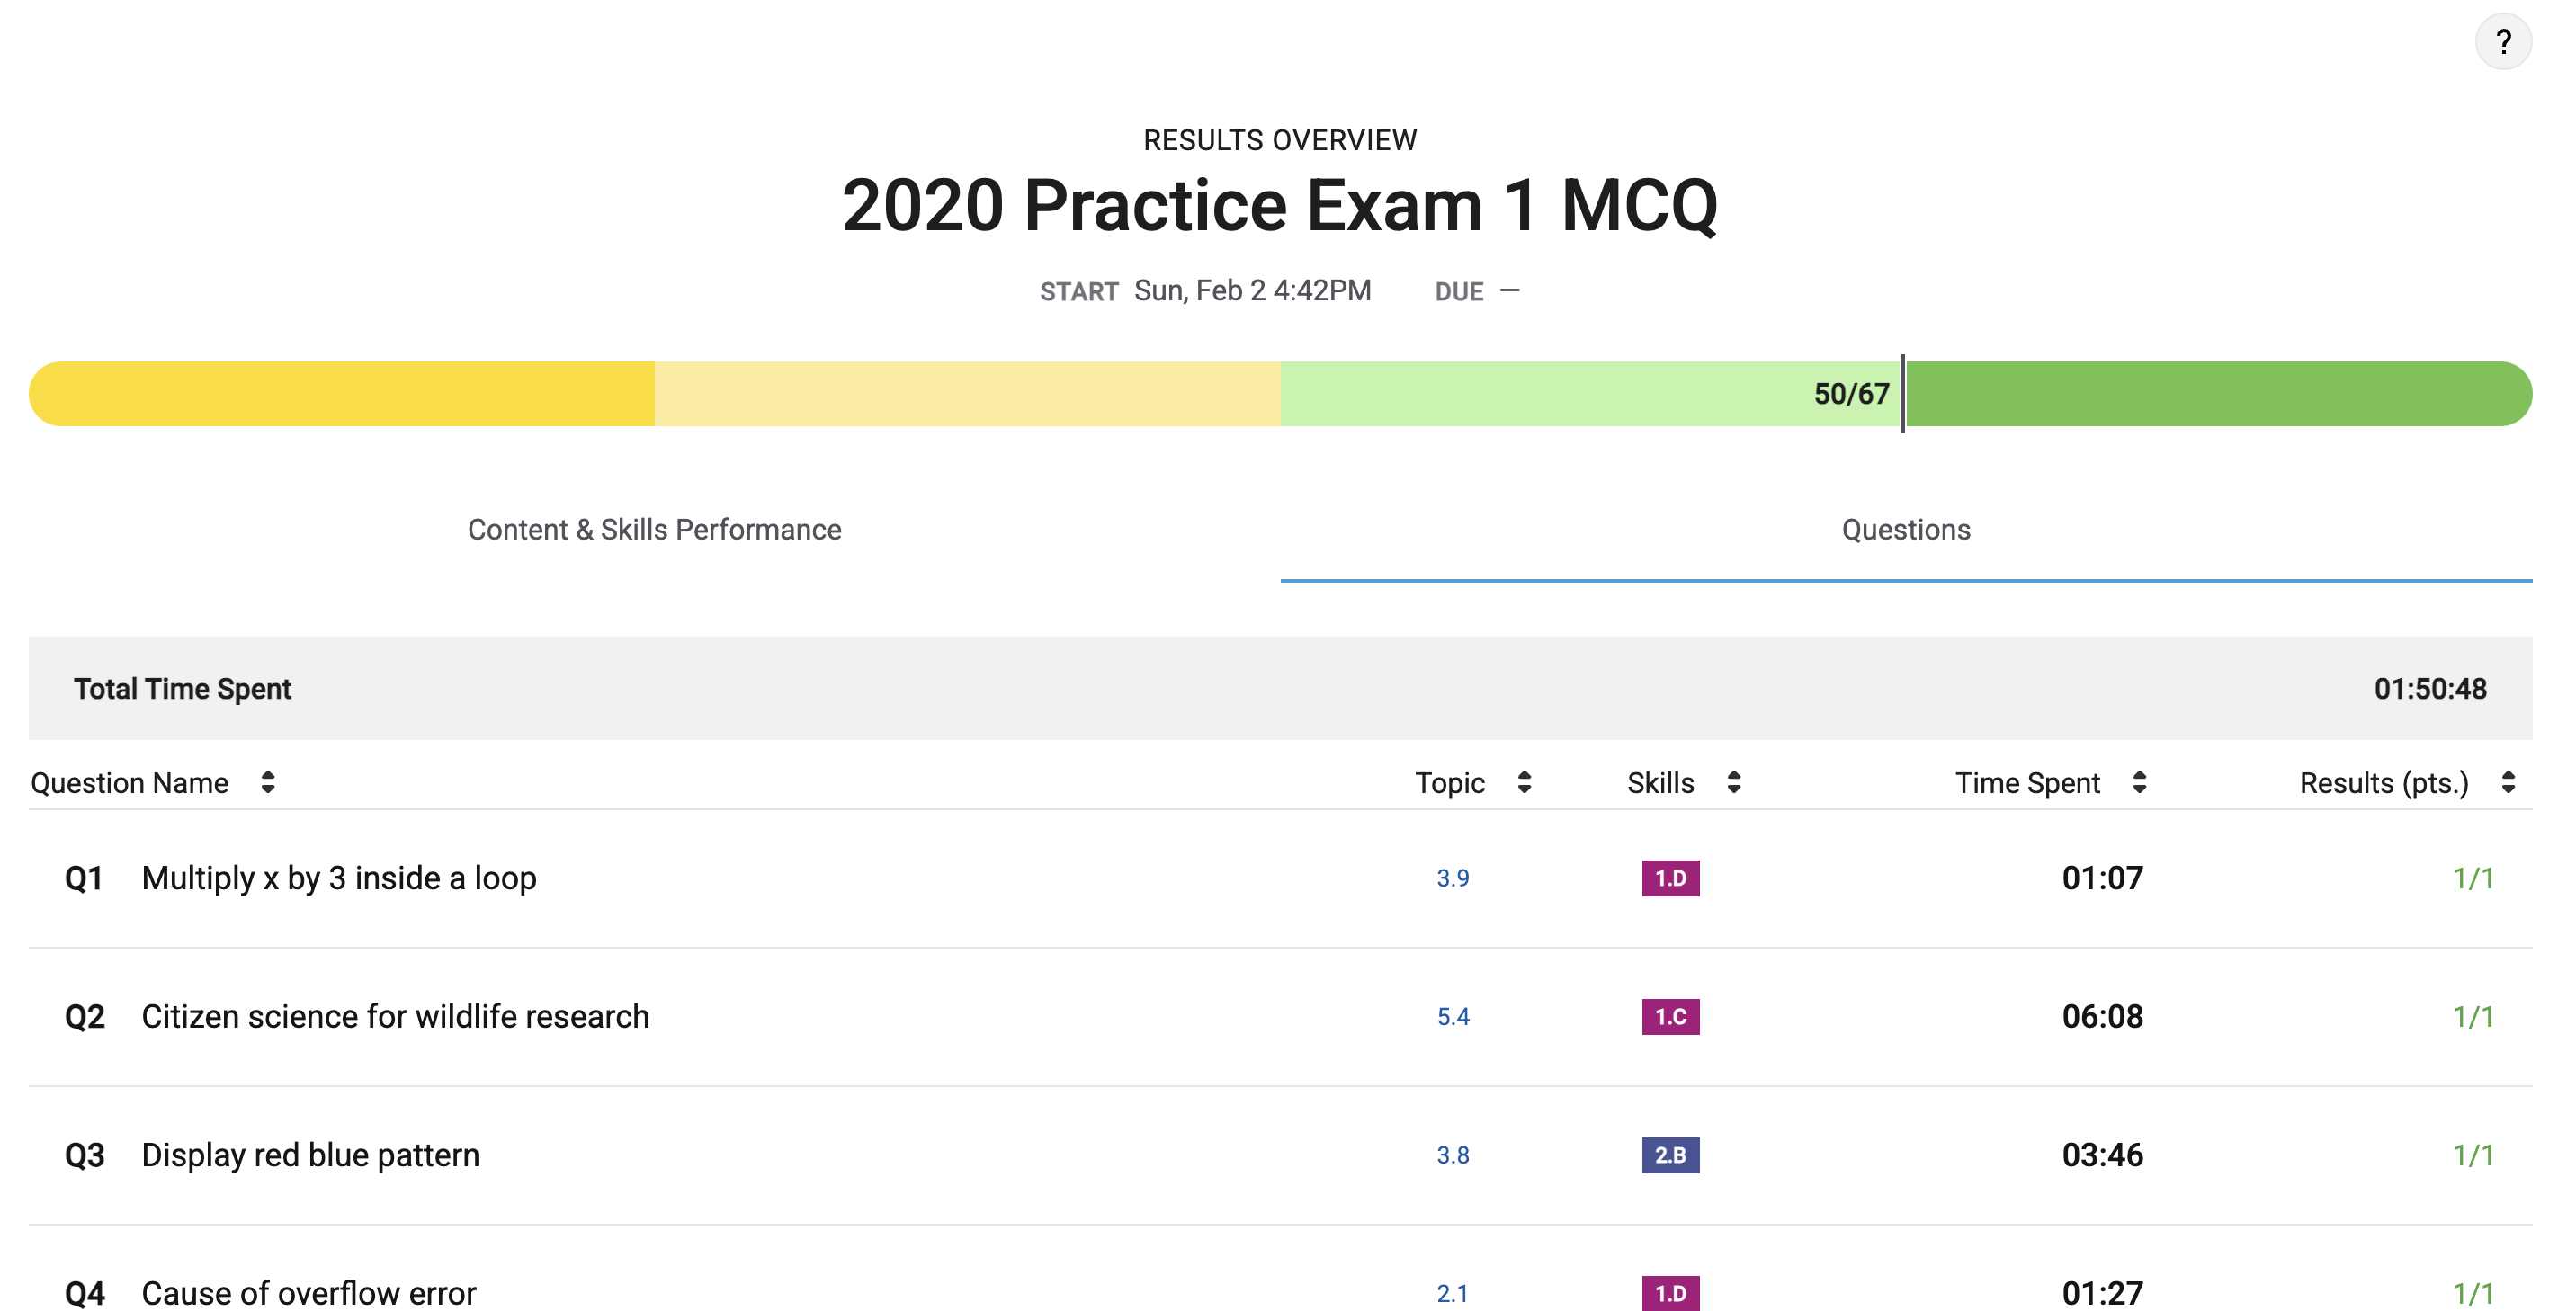 ?
RESULTS OVERVIEW
2020 Practice Exam 1 MCQ
START Sun, Feb 2 4:42PM DUE —
50/67
Content & Skills Performance Questions
Total Time Spent 01:50:48
Question Name Topic Skills Time Spent Results (pts.)
Q1 Multiply x by 3 inside a loop 3.9 1.D 01:07 1/1
Q2 Citizen science for wildlife research 5.4 1.C 06:08 1/1
Q3 Display red blue pattern 3.8 2.B 03:46 1/1
Q4 Cause of overflow error 2.1 1.D 01:27 1/1